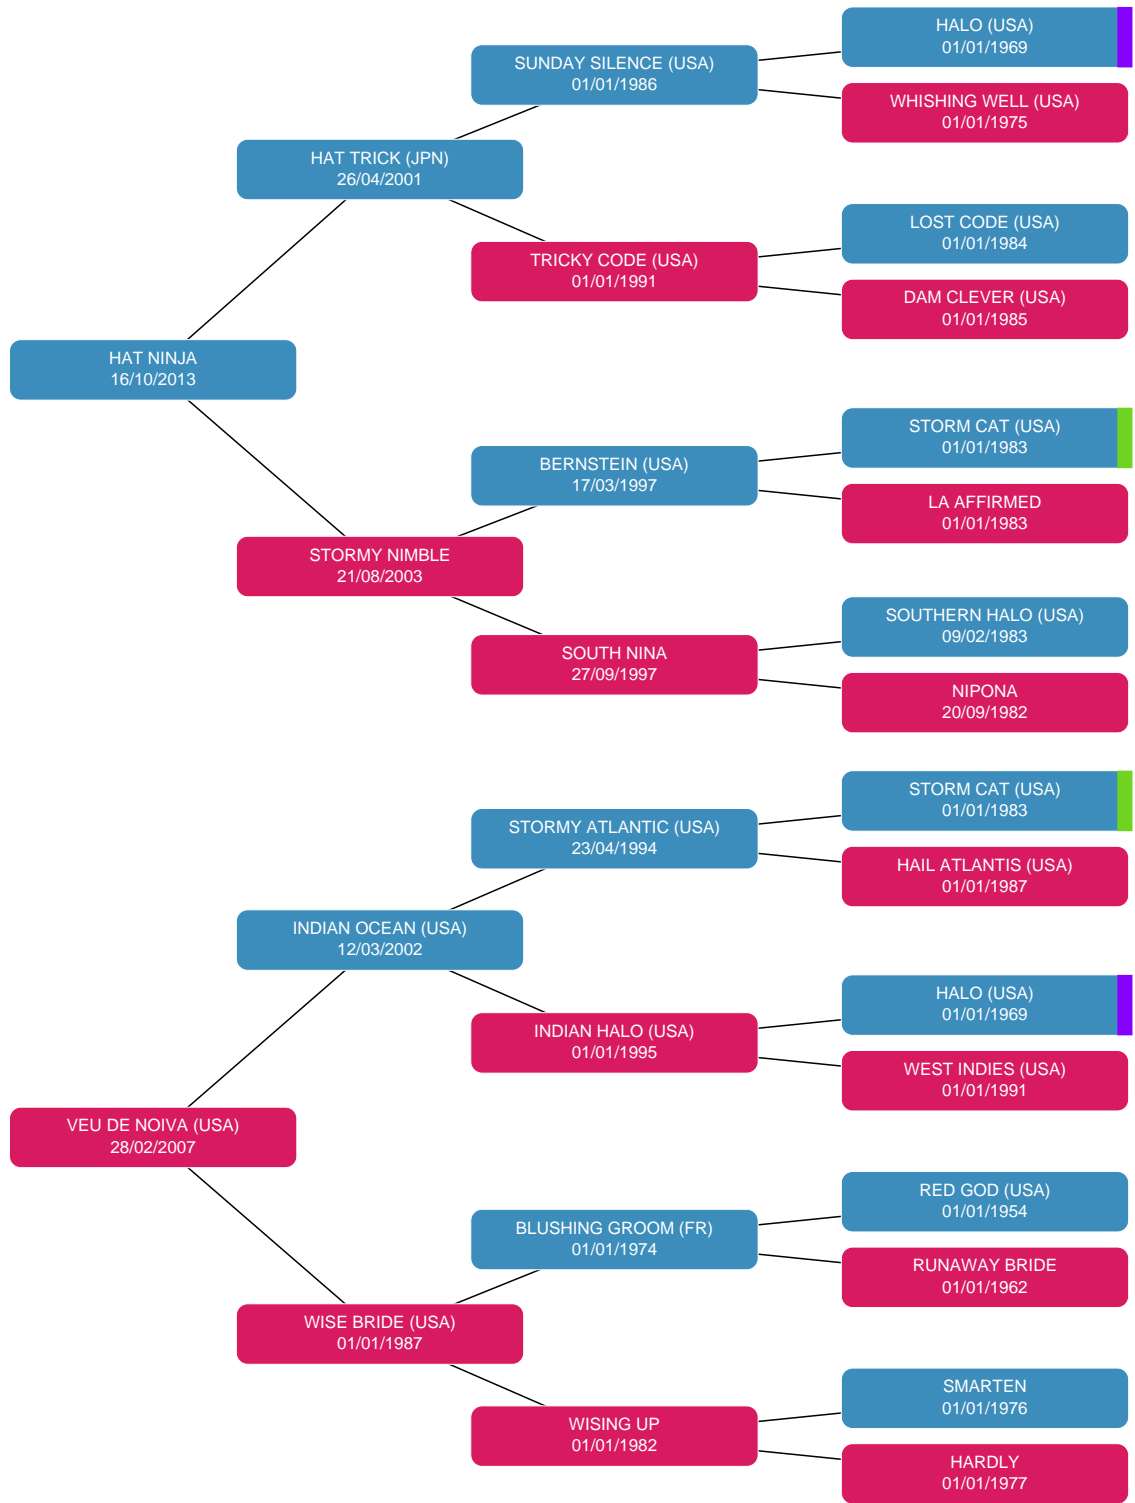 HALO (USA)
01/01/1969
SUNDAY SILENCE (USA)
01/01/1986
WHISHING WELL (USA)
01/01/1975
HAT TRICK (JPN)
26/04/2001
LOST CODE (USA)
01/01/1984
TRICKY CODE (USA)
01/01/1991
DAM CLEVER (USA)
01/01/1985
HAT NINJA
16/10/2013
STORM CAT (USA)
01/01/1983
BERNSTEIN (USA)
17/03/1997
LA AFFIRMED
01/01/1983
STORMY NIMBLE
21/08/2003
SOUTHERN HALO (USA)
09/02/1983
SOUTH NINA
27/09/1997
NIPONA
20/09/1982
STORM CAT (USA)
01/01/1983
STORMY ATLANTIC (USA)
23/04/1994
HAIL ATLANTIS (USA)
01/01/1987
INDIAN OCEAN (USA)
12/03/2002
HALO (USA)
01/01/1969
INDIAN HALO (USA)
01/01/1995
WEST INDIES (USA)
01/01/1991
VEU DE NOIVA (USA)
28/02/2007
RED GOD (USA)
01/01/1954
BLUSHING GROOM (FR)
01/01/1974
RUNAWAY BRIDE
01/01/1962
WISE BRIDE (USA)
01/01/1987
SMARTEN
01/01/1976
WISING UP
01/01/1982
HARDLY
01/01/1977